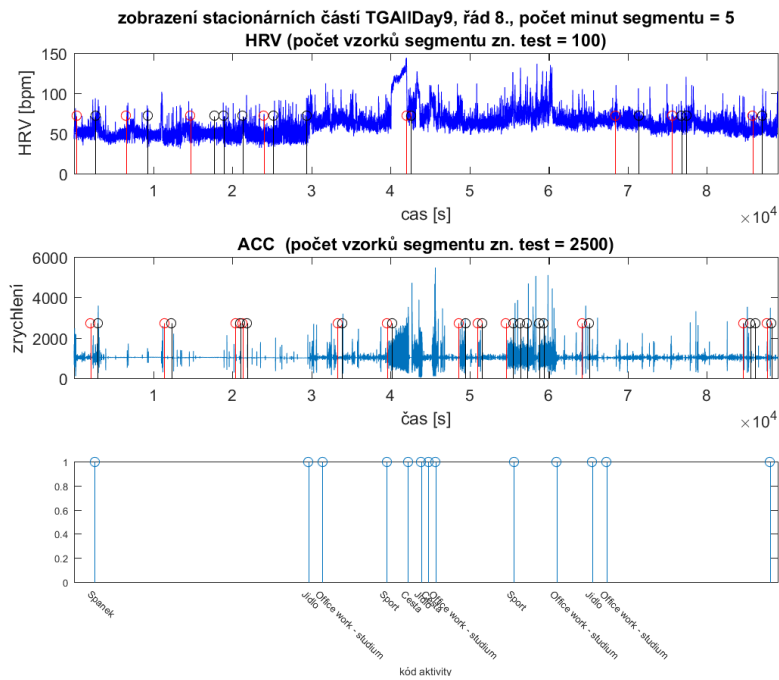 zobrazení stacionárních částí TGAllDay9, řád 8., počet minut segmentu = 5
HRV (počet vzorků segmentu zn. test = 100)
150
100
50
0
HRV [bpm]
1 2 3 4 5 6 7 8
cas [s]
×10⁴
ACC (počet vzorků segmentu zn. test = 2500)
6000
4000
2000
0
zrychlení
1 2 3 4 5 6 7 8
čas [s]
×10⁴
1
0.8
0.6
0.4
0.2
0
Spanek
Jidlo
Office work - studium
Sport
Cesta
Jidlo
Cesta
Office work - studium
Sport
Office work - studium
Jidlo
Office work - studium
kód aktivity